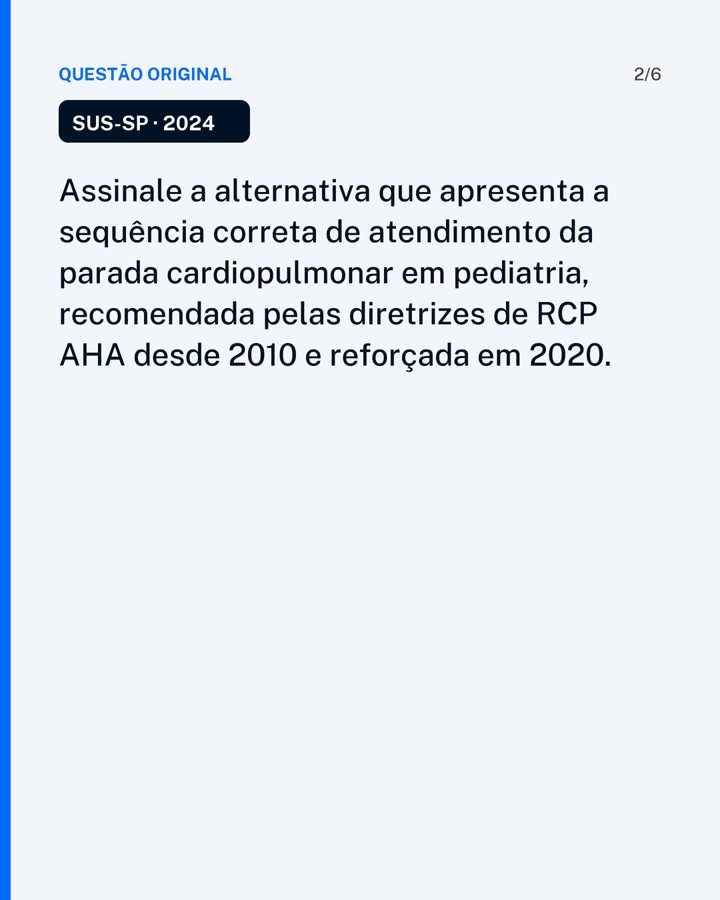 QUESTÃO ORIGINAL
2/6
SUS-SP · 2024
Assinale a alternativa que apresenta a
sequência correta de atendimento da
parada cardiopulmonar em pediatria,
recomendada pelas diretrizes de RCP
AHA desde 2010 e reforçada em 2020.